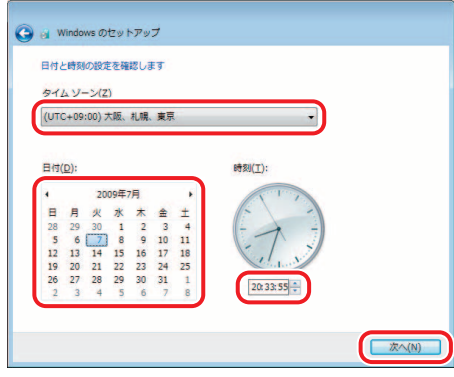 Windows のセットアップ
日付と時刻の設定を確認します
タイム ゾーン(Z)
(UTC+09:00) 大阪、札幌、東京
日付(D):
時刻(T):
2009年7月
日 月 火 水 木 金 土
28 29 30 1 2 3 4
5 6 7 8 9 10 11
12 13 14 15 16 17 18
19 20 21 22 23 24 25
26 27 28 29 30 31 1
2 3 4 5 6 7 8
20:33:55
次へ(N)